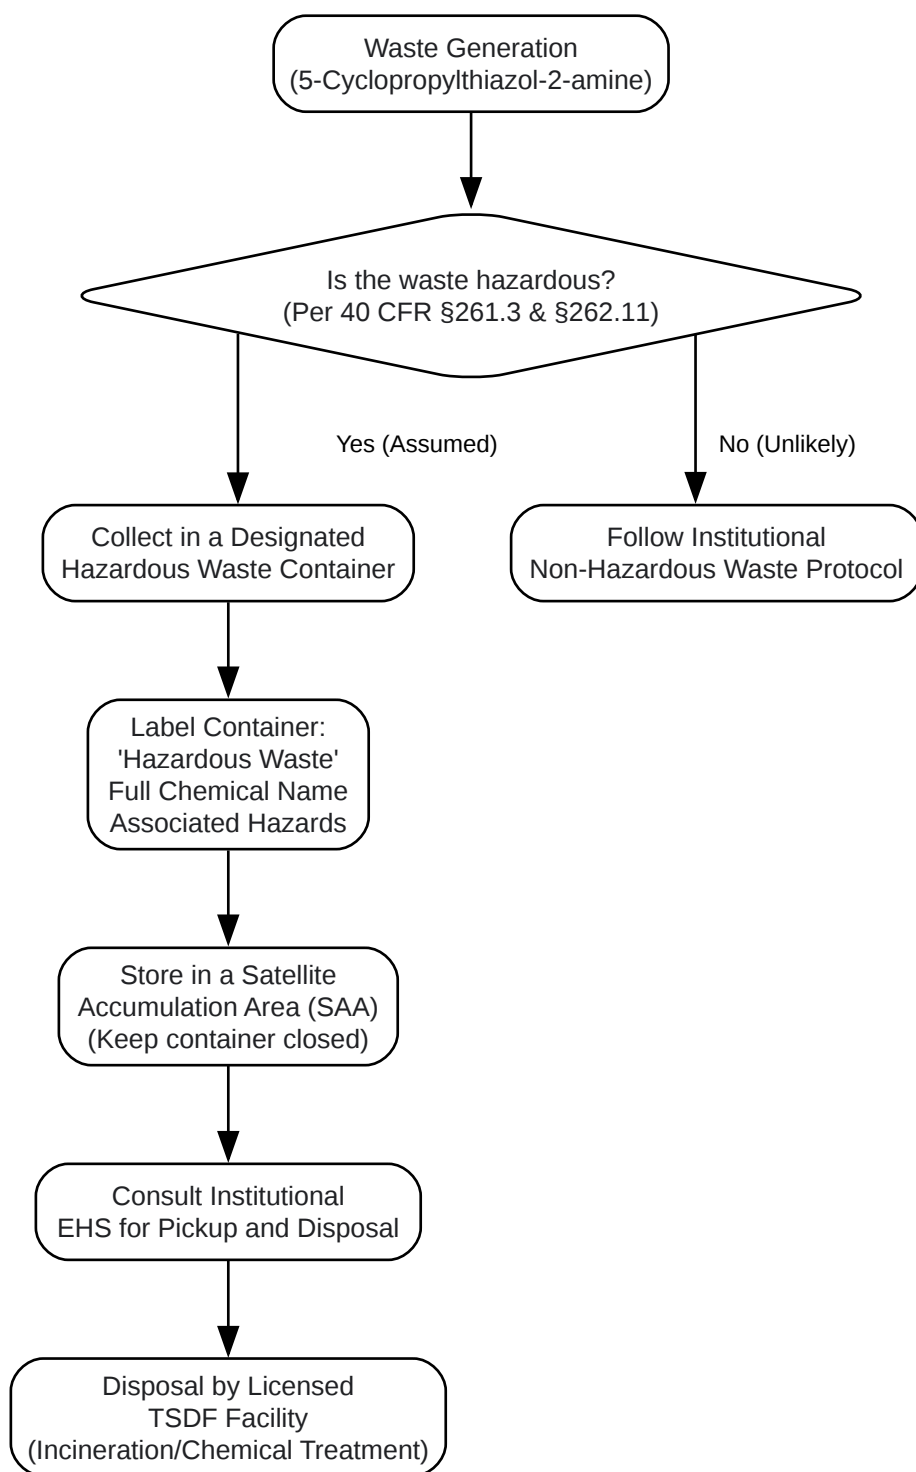 Waste Generation
(5-Cyclopropylthiazol-2-amine)
Is the waste hazardous?
(Per 40 CFR §261.3 & §262.11)
Yes (Assumed)
No (Unlikely)
Collect in a Designated
Hazardous Waste Container
Follow Institutional
Non-Hazardous Waste Protocol
Label Container:
'Hazardous Waste'
Full Chemical Name
Associated Hazards
Store in a Satellite
Accumulation Area (SAA)
(Keep container closed)
Consult Institutional
EHS for Pickup and Disposal
Disposal by Licensed
TSDF Facility
(Incineration/Chemical Treatment)